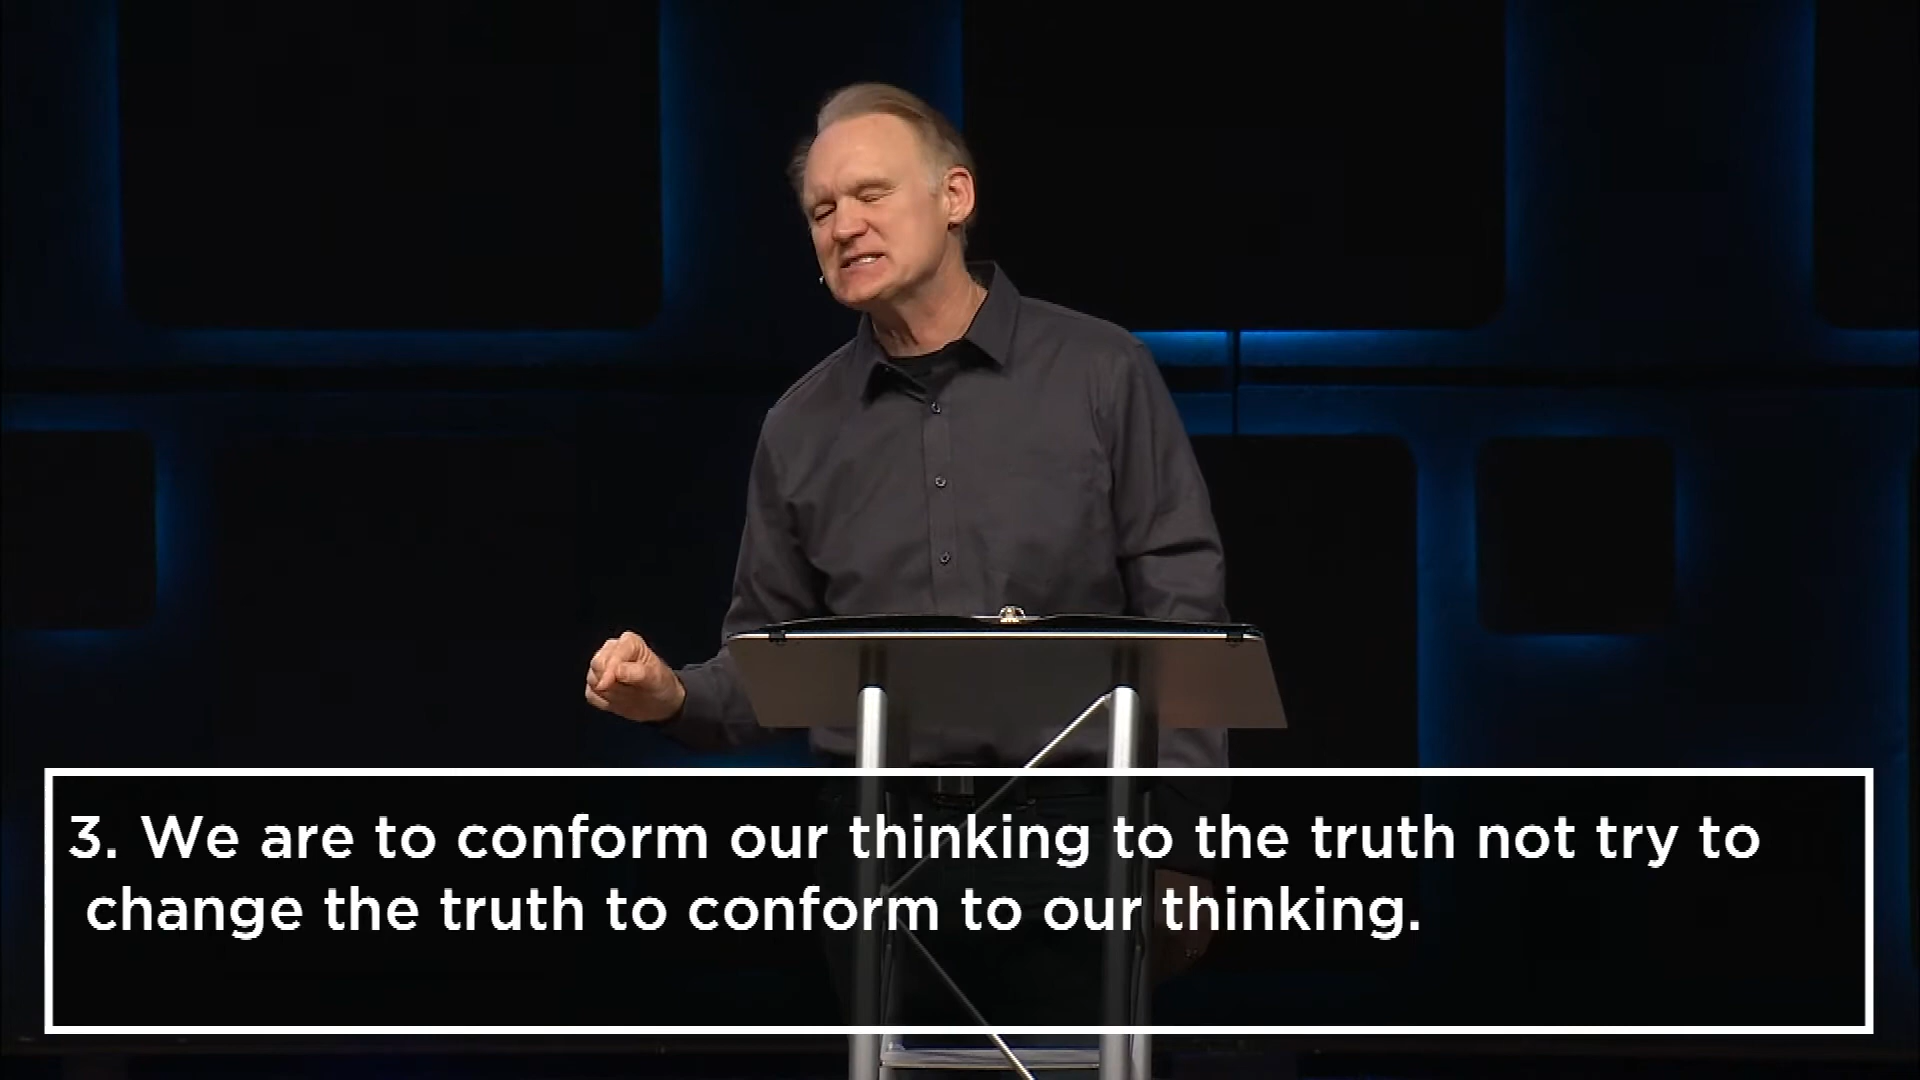 3. We are to conform our thinking to the truth not try to
change the truth to conform to our thinking.